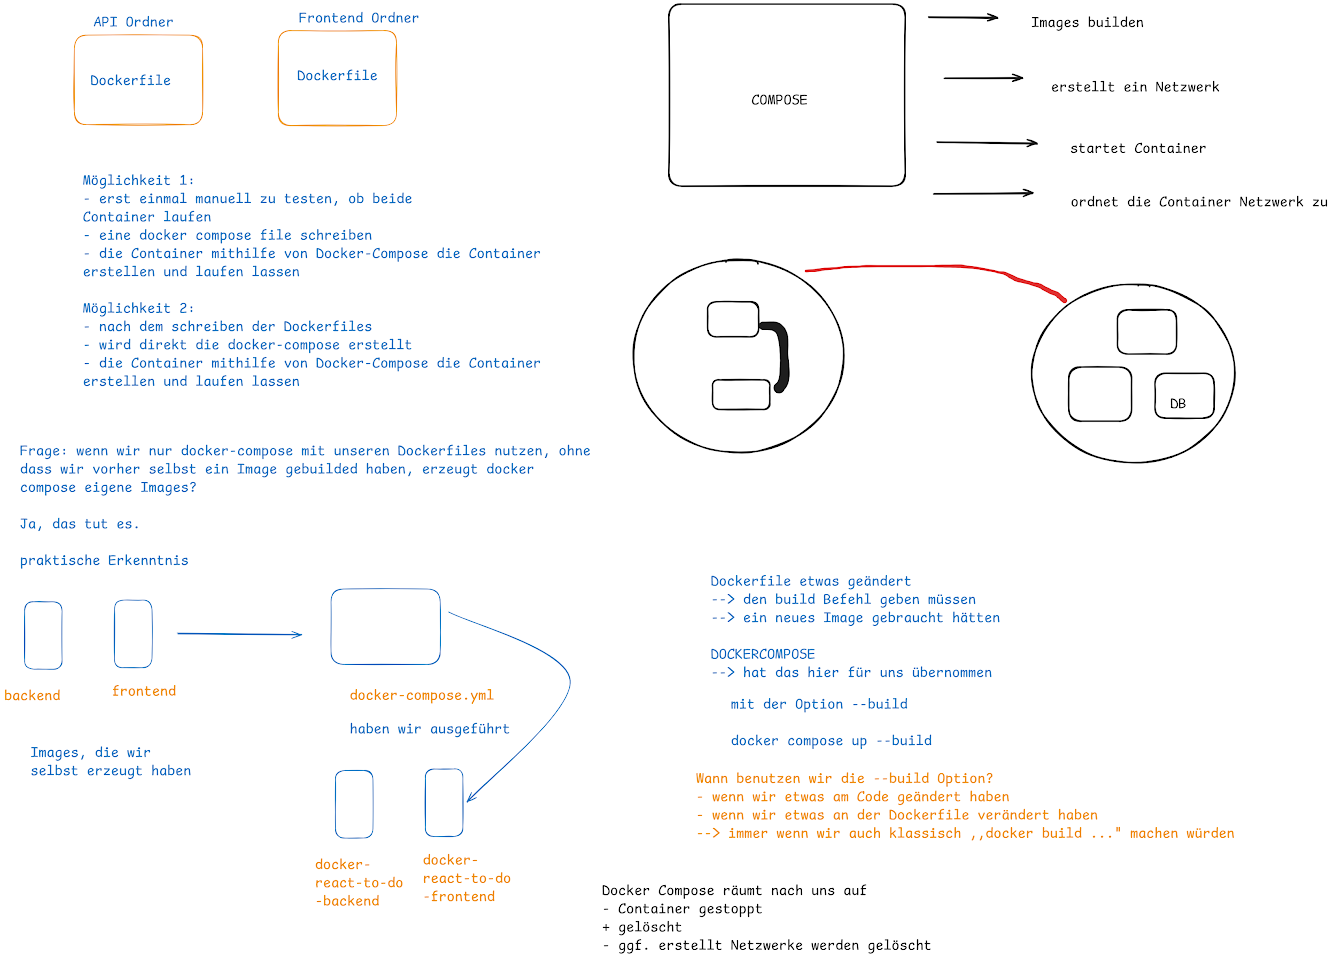 API Ordner
Frontend Ordner
Dockerfile
Dockerfile
Möglichkeit 1:
- erst einmal manuell zu testen, ob beide
Container laufen
- eine docker compose file schreiben
- die Container mithilfe von Docker-Compose die Container
erstellen und laufen lassen
Möglichkeit 2:
- nach dem schreiben der Dockerfiles
- wird direkt die docker-compose erstellt
- die Container mithilfe von Docker-Compose die Container
erstellen und laufen lassen
Frage: wenn wir nur docker-compose mit unseren Dockerfiles nutzen, ohne
dass wir vorher selbst ein Image gebuilded haben, erzeugt docker
compose eigene Images?
Ja, das tut es.
praktische Erkenntnis
backend
frontend
docker-compose.yml
haben wir ausgeführt
Images, die wir
selbst erzeugt haben
docker-
react-to-do
-backend
docker-
react-to-do
-frontend
COMPOSE
Images builden
erstellt ein Netzwerk
startet Container
ordnet die Container Netzwerk zu
DB
Dockerfile etwas geändert
--> den build Befehl geben müssen
--> ein neues Image gebraucht hätten
DOCKERCOMPOSE
--> hat das hier für uns übernommen
mit der Option --build
docker compose up --build
Wann benutzen wir die --build Option?
- wenn wir etwas am Code geändert haben
- wenn wir etwas an der Dockerfile verändert haben
--> immer wenn wir auch klassisch ,,docker build ..." machen würden
Docker Compose räumt nach uns auf
- Container gestoppt
+ gelöscht
- ggf. erstellt Netzwerke werden gelöscht